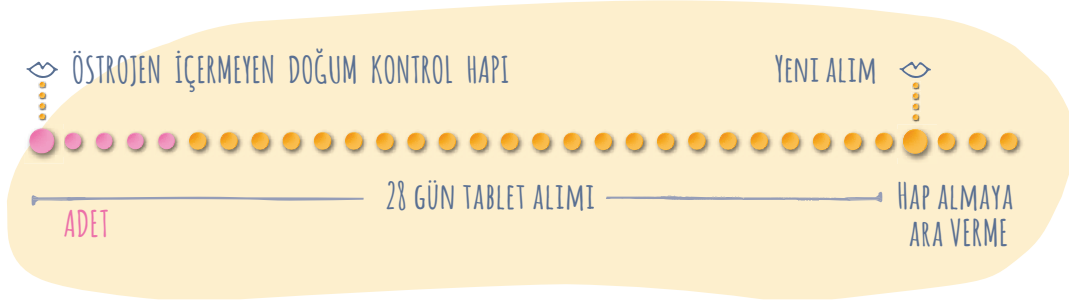 ÖSTROJEN İÇERMEYEN DOĞUM KONTROL HAPI
YENİ ALIM
28 GÜN TABLET ALIMI
ADET
HAP ALMAYA
ARA VERME